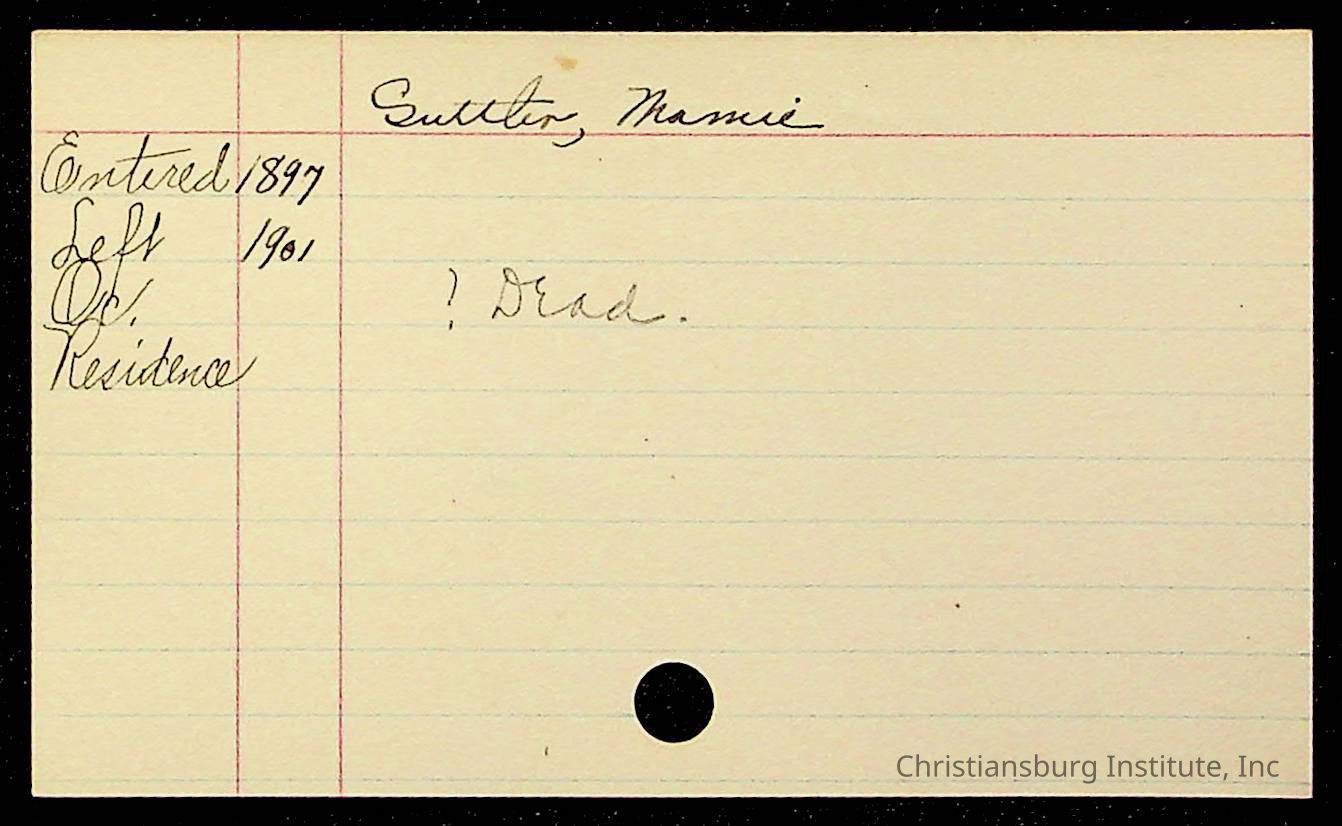 Suttler, Mamie
Entered 1897
Left 1901
Oc. ? Dead.
Residence
Christiansburg Institute, Inc